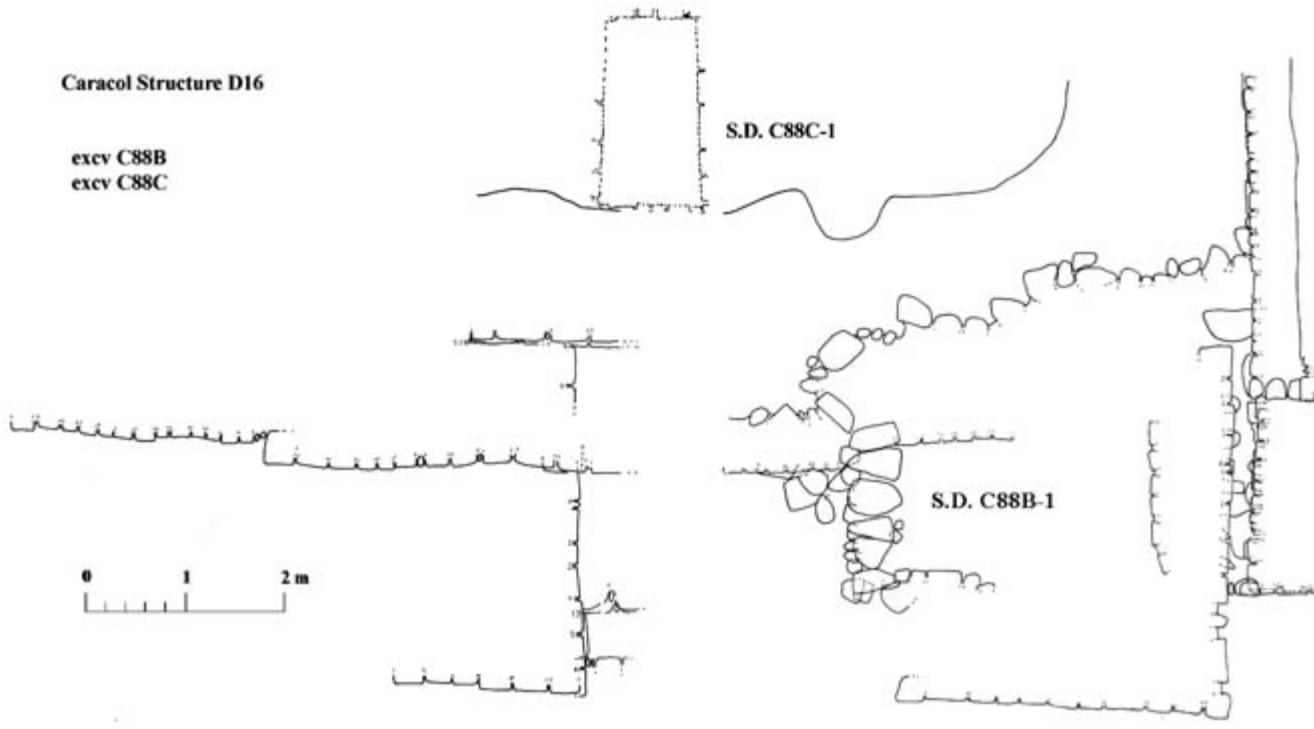 Caracol Structure D16
S.D. C88C-1
excv C88B
excv C88C
S.D. C88B-1
0 1 2 m